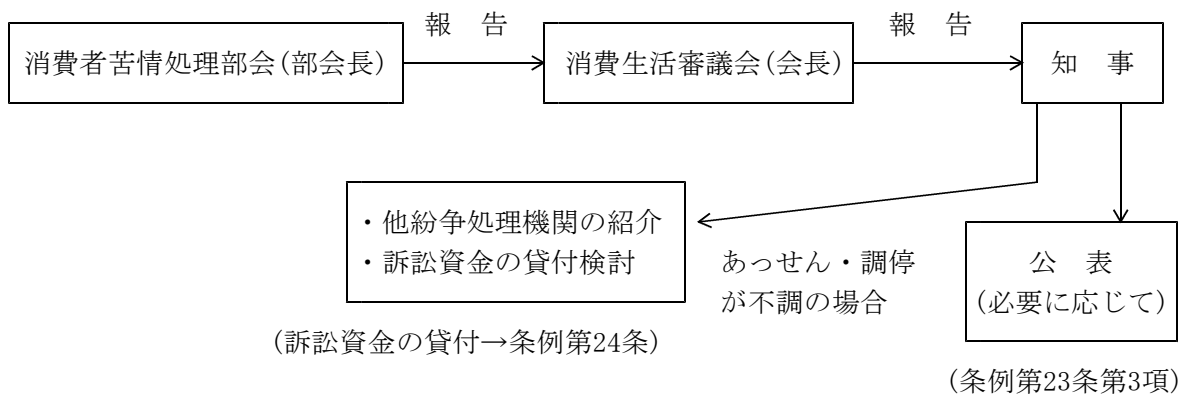 報　告
報　告
消費者苦情処理部会(部会長)
消費生活審議会(会長)
知　事
・他紛争処理機関の紹介
・訴訟資金の貸付検討
(訴訟資金の貸付→条例第24条)
あっせん・調停
が不調の場合
公　表
(必要に応じて)
(条例第23条第3項)